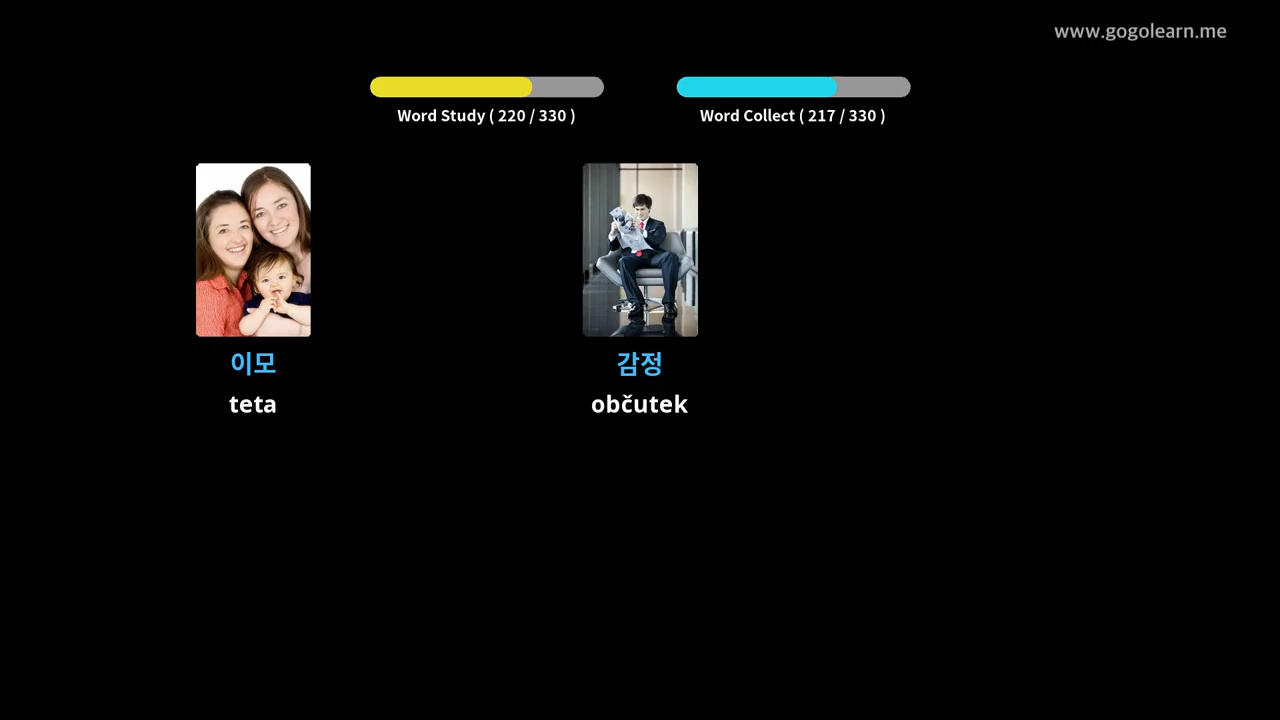 www.gogolearn.me
Word Study ( 220 / 330 )
Word Collect ( 217 / 330 )
이모
teta
감정
občutek